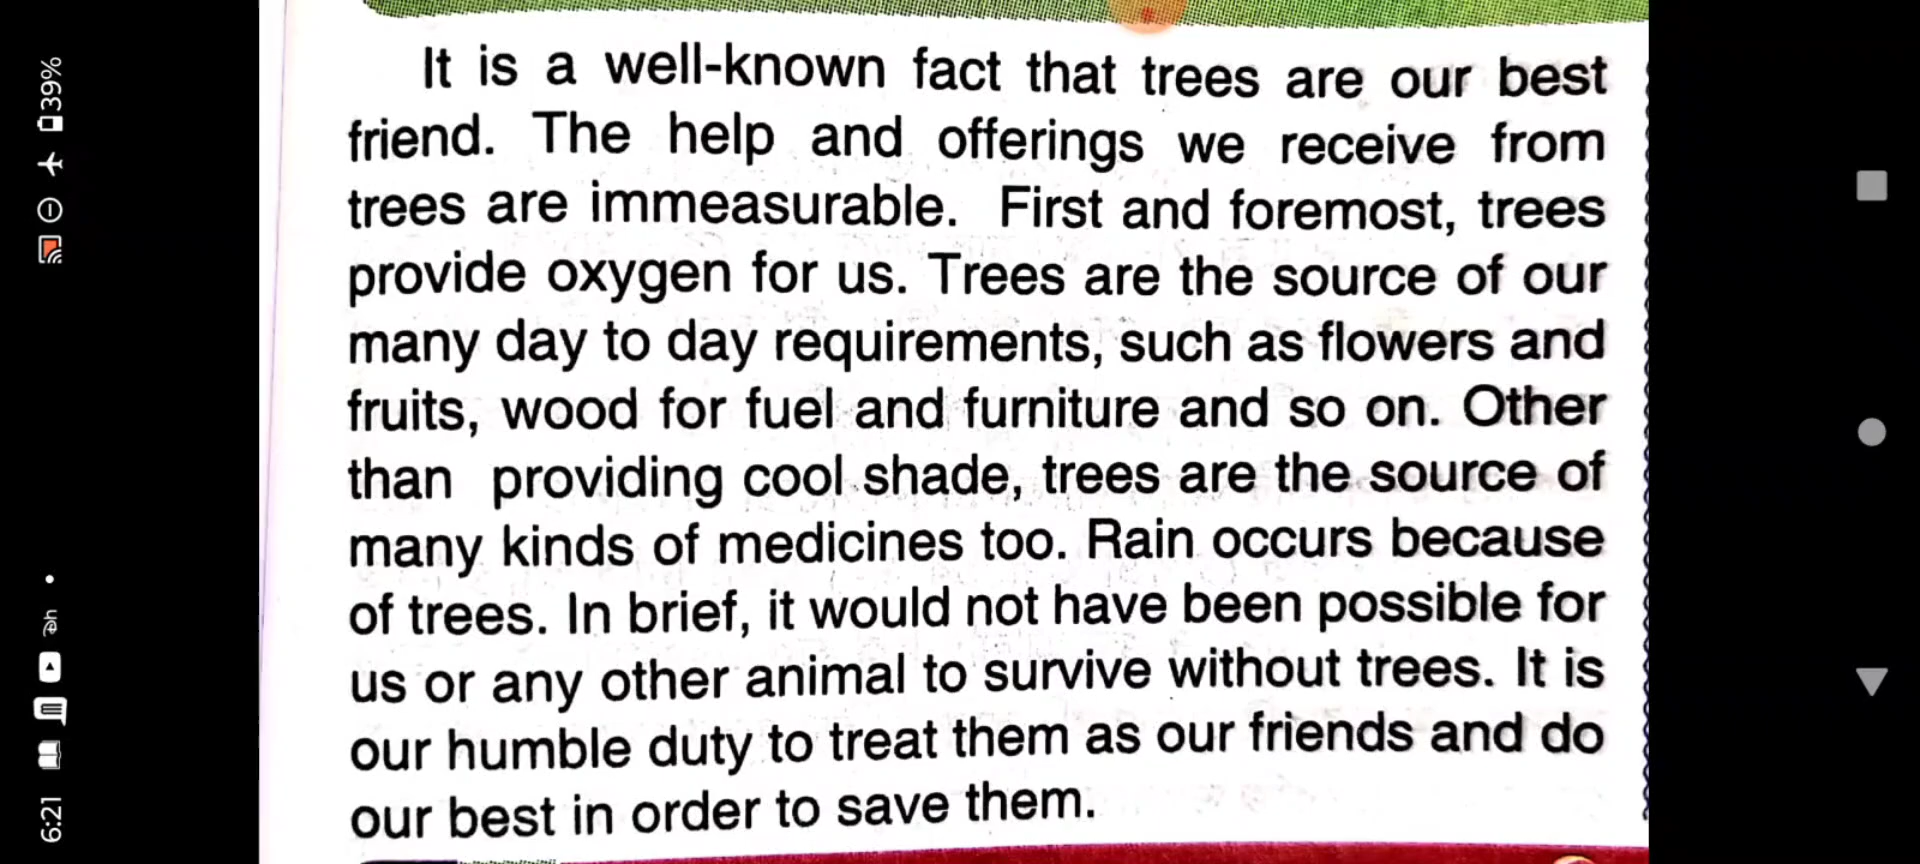 It is a well-known fact that trees are our best
friend. The help and offerings we receive from
trees are immeasurable. First and foremost, trees
provide oxygen for us. Trees are the source of our
many day to day requirements, such as flowers and
fruits, wood for fuel and furniture and so on. Other
than providing cool shade, trees are the source of
many kinds of medicines too. Rain occurs because
of trees. In brief, it would not have been possible for
us or any other animal to survive without trees. It is
our humble duty to treat them as our friends and do
our best in order to save them.
39%
6:21